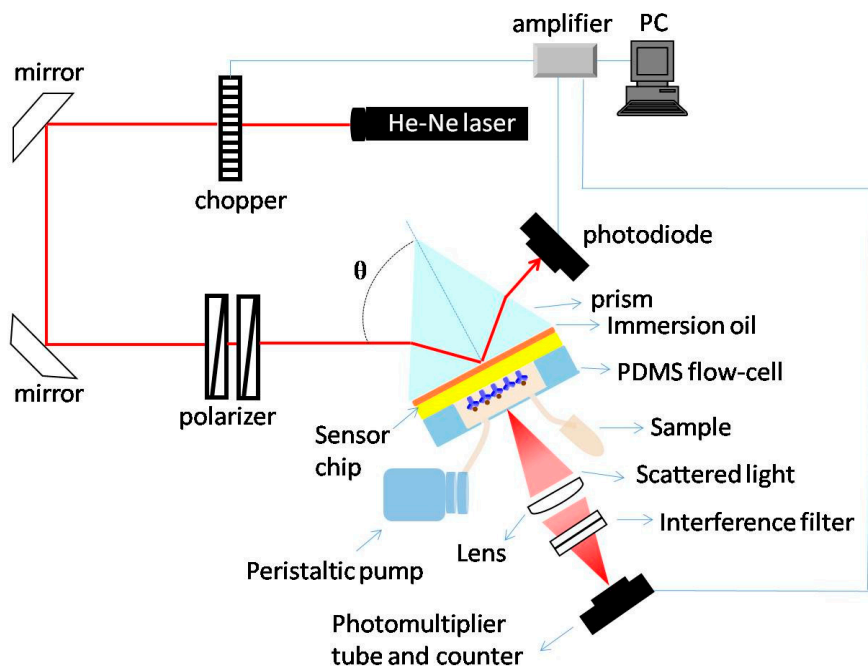 amplifier
PC
mirror
He-Ne laser
chopper
photodiode
θ
prism
Immersion oil
mirror
polarizer
PDMS flow-cell
Sensor
chip
Sample
Scattered light
Interference filter
Lens
Peristaltic pump
Photomultiplier
tube and counter